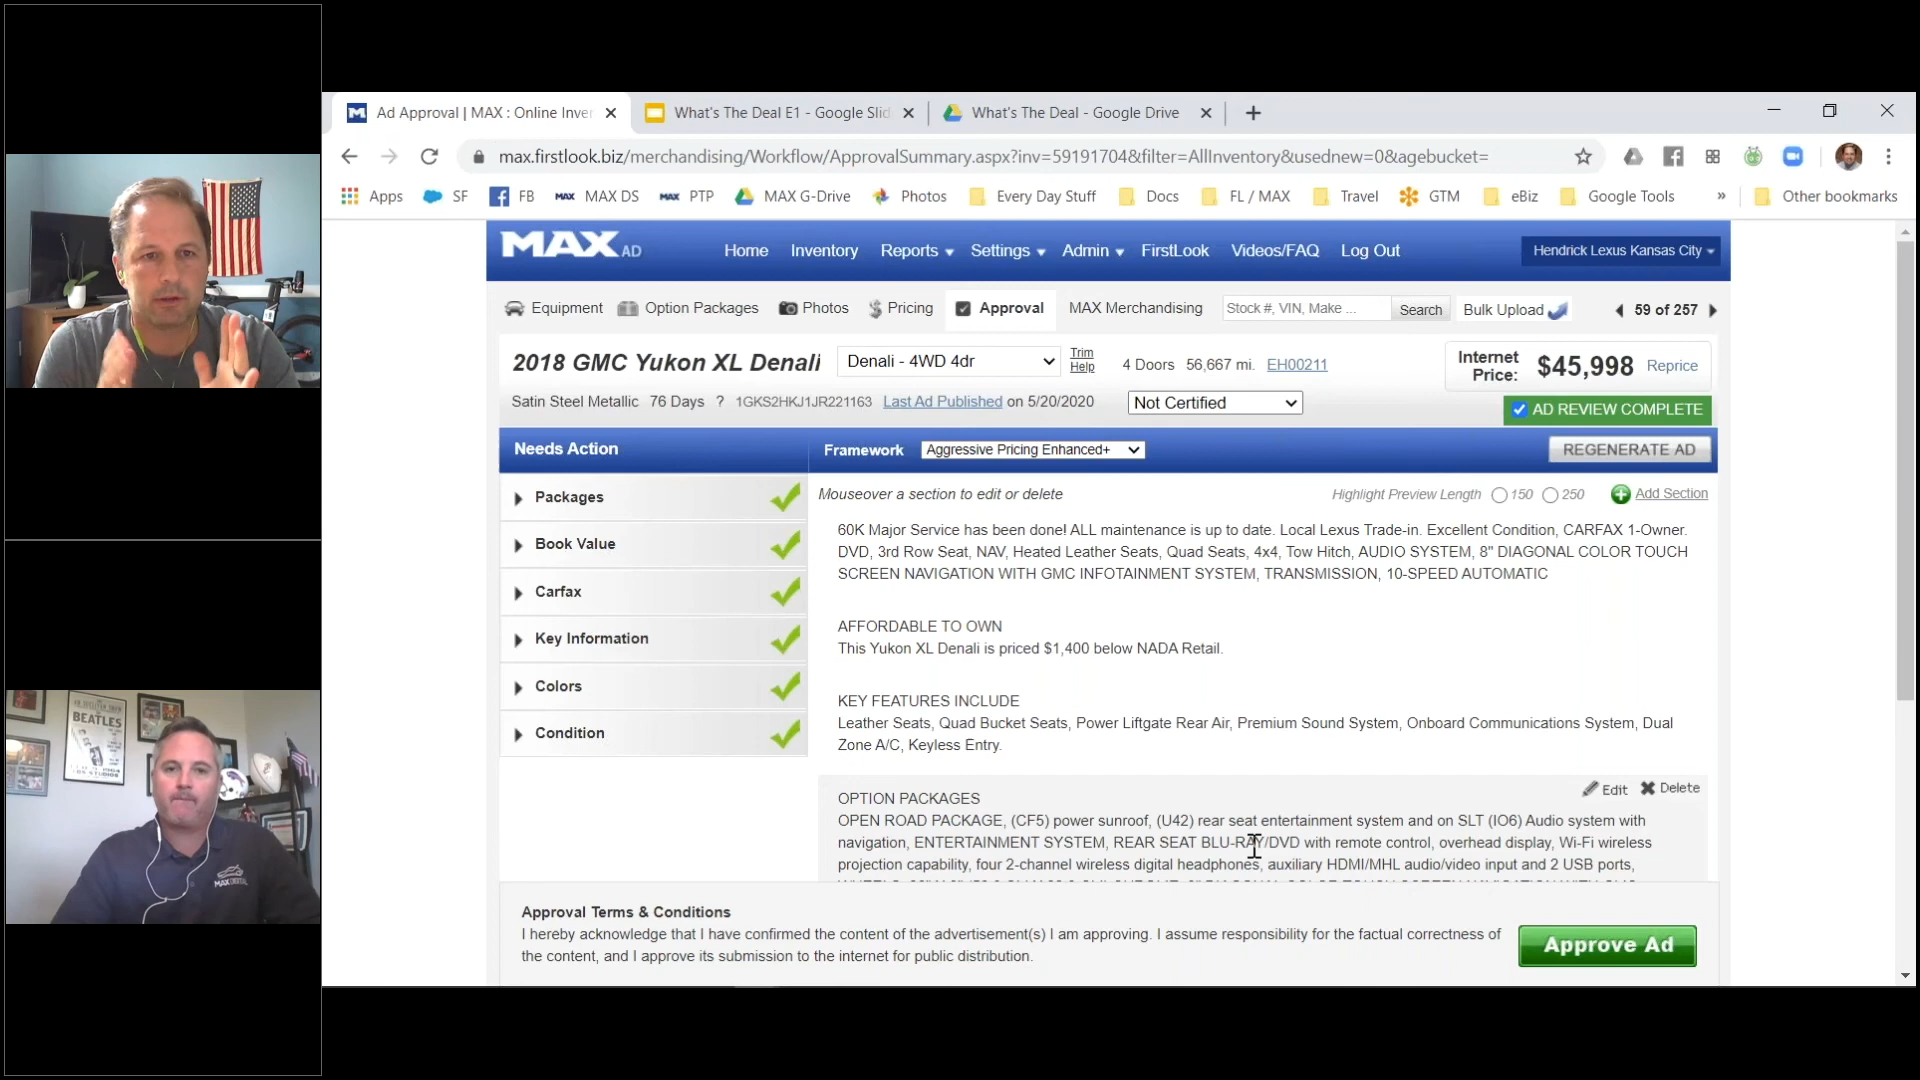 Ad Approval | MAX : Online Inver
What's The Deal E1 - Google Slid
What's The Deal - Google Drive
max.firstlook.biz/merchandising/Workflow/ApprovalSummary.aspx?inv=59191704&filter=AllInventory&usednew=0&agebucket=
Apps SF FB MAX MAX DS MAX PTP MAX G-Drive Photos Every Day Stuff Docs FL / MAX Travel GTM eBiz Google Tools » Other bookmarks
MAX AD Home Inventory Reports Settings Admin FirstLook Videos/FAQ Log Out Hendrick Lexus Kansas City
Equipment Option Packages Photos Pricing Approval MAX Merchandising Stock #, VIN, Make ... Search Bulk Upload 59 of 257
2018 GMC Yukon XL Denali Denali - 4WD 4dr Trim Help 4 Doors 56,667 mi. EH00211 Internet Price: $45,998 Reprice
Satin Steel Metallic 76 Days ? 1GKS2HKJ1JR221163 Last Ad Published on 5/20/2020 Not Certified AD REVIEW COMPLETE
Needs Action Framework Aggressive Pricing Enhanced+ REGENERATE AD
Packages
Book Value
Carfax
Key Information
Colors
Condition
Mouseover a section to edit or delete Highlight Preview Length 150 250 Add Section
60K Major Service has been done! ALL maintenance is up to date. Local Lexus Trade-in. Excellent Condition, CARFAX 1-Owner.
DVD, 3rd Row Seat, NAV, Heated Leather Seats, Quad Seats, 4x4, Tow Hitch, AUDIO SYSTEM, 8" DIAGONAL COLOR TOUCH
SCREEN NAVIGATION WITH GMC INFOTAINMENT SYSTEM, TRANSMISSION, 10-SPEED AUTOMATIC
AFFORDABLE TO OWN
This Yukon XL Denali is priced $1,400 below NADA Retail.
KEY FEATURES INCLUDE
Leather Seats, Quad Bucket Seats, Power Liftgate Rear Air, Premium Sound System, Onboard Communications System, Dual
Zone A/C, Keyless Entry.
Edit Delete
OPTION PACKAGES
OPEN ROAD PACKAGE, (CF5) power sunroof, (U42) rear seat entertainment system and on SLT (IO6) Audio system with
navigation, ENTERTAINMENT SYSTEM, REAR SEAT BLU-RAY/DVD with remote control, overhead display, Wi-Fi wireless
projection capability, four 2-channel wireless digital headphones, auxiliary HDMI/MHL audio/video input and 2 USB ports,
Approval Terms & Conditions
I hereby acknowledge that I have confirmed the content of the advertisement(s) I am approving. I assume responsibility for the factual correctness of
the content, and I approve its submission to the internet for public distribution.
Approve Ad
BEATLES
MAX DIGITAL